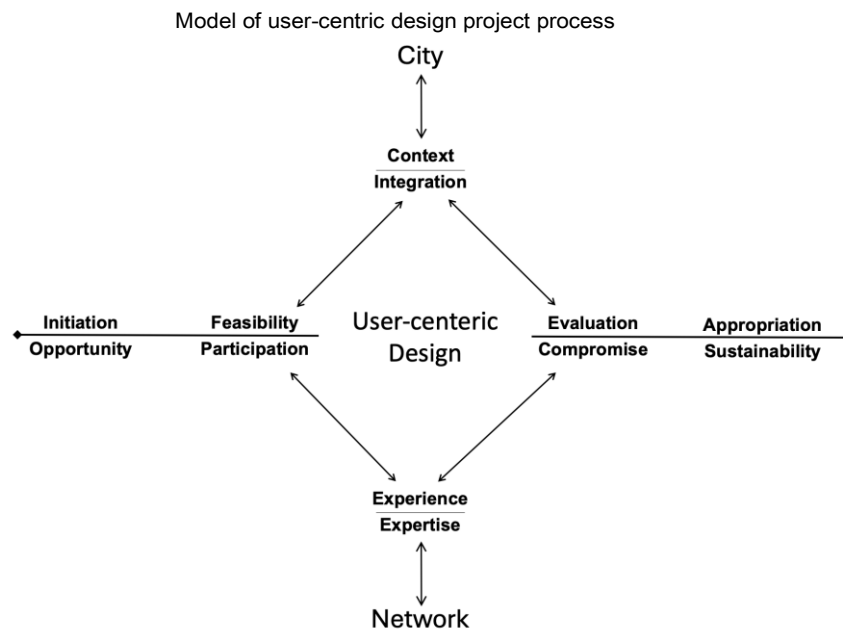 Model of user-centric design project process
City
Context
Integration
Initiation
Opportunity
Feasibility
Participation
User-centeric
Design
Evaluation
Compromise
Appropriation
Sustainability
Experience
Expertise
Network